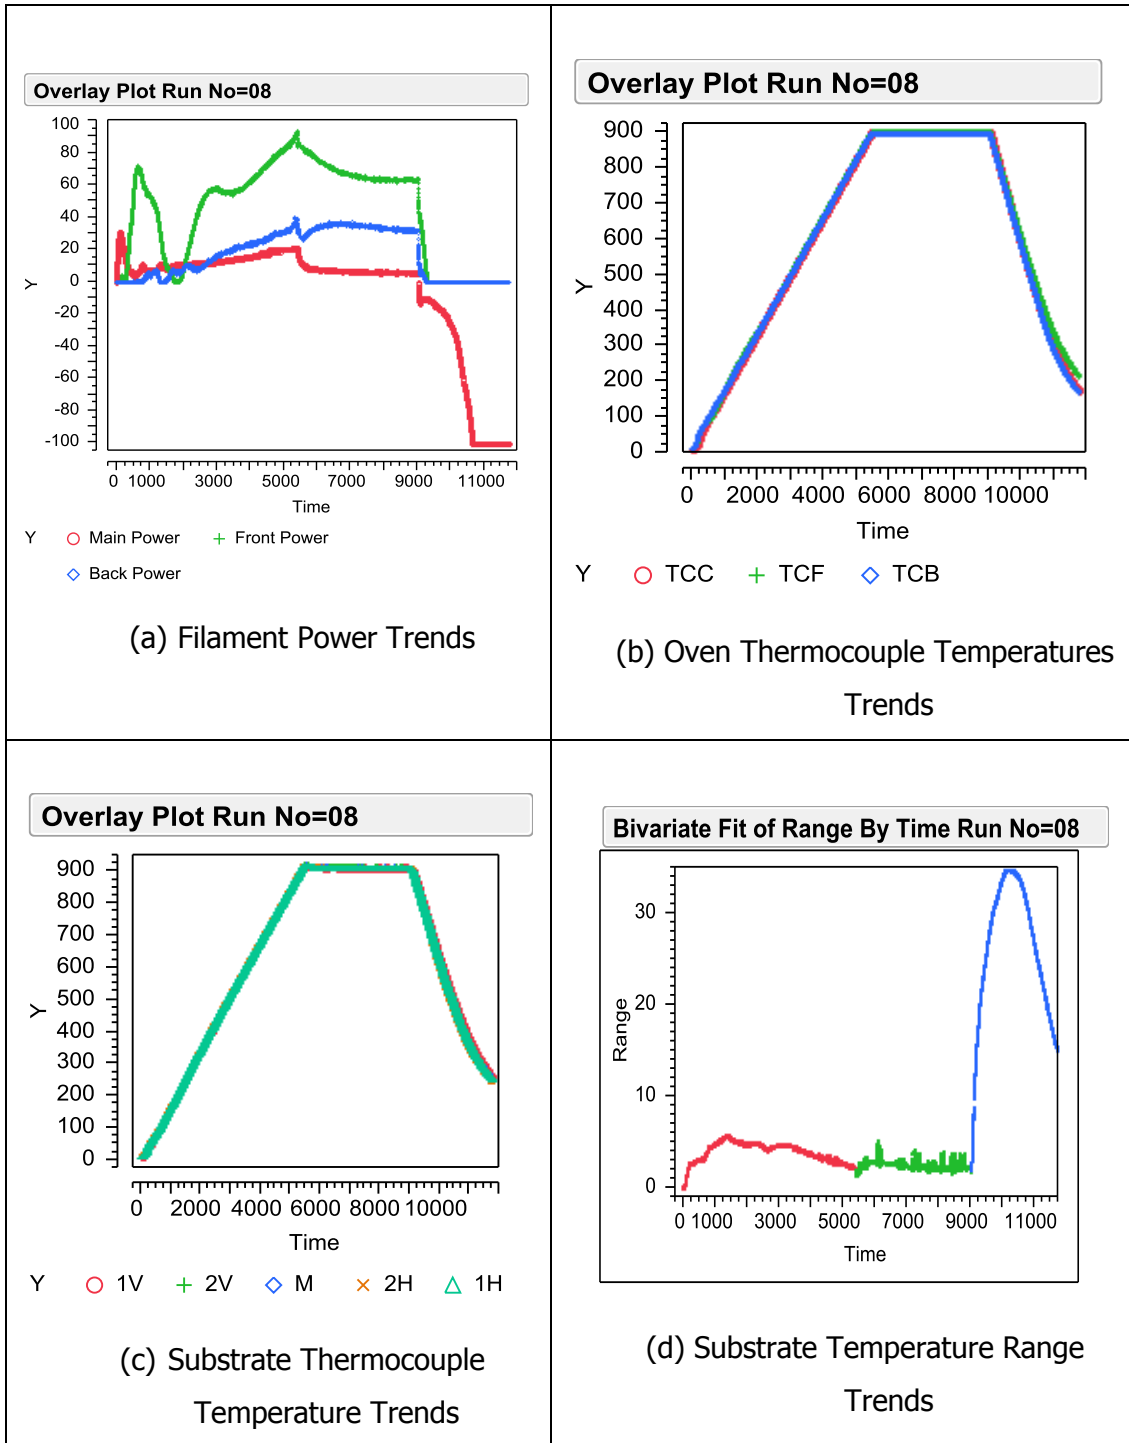 Overlay Plot Run No=08
100
80
60
40
20
0
-20
-40
-60
-80
-100
Y
0 1000 3000 5000 7000 9000 11000
Time
Y Main Power Front Power
Back Power
(a) Filament Power Trends
Overlay Plot Run No=08
900
800
700
600
500
400
300
200
100
0
Y
0 2000 4000 6000 8000 10000
Time
Y TCC TCF TCB
(b) Oven Thermocouple Temperatures
Trends
Overlay Plot Run No=08
900
800
700
600
500
400
300
200
100
0
Y
0 2000 4000 6000 8000 10000
Time
Y 1V 2V M 2H 1H
(c) Substrate Thermocouple
Temperature Trends
Bivariate Fit of Range By Time Run No=08
30
20
10
0
Range
0 1000 3000 5000 7000 9000 11000
Time
(d) Substrate Temperature Range
Trends